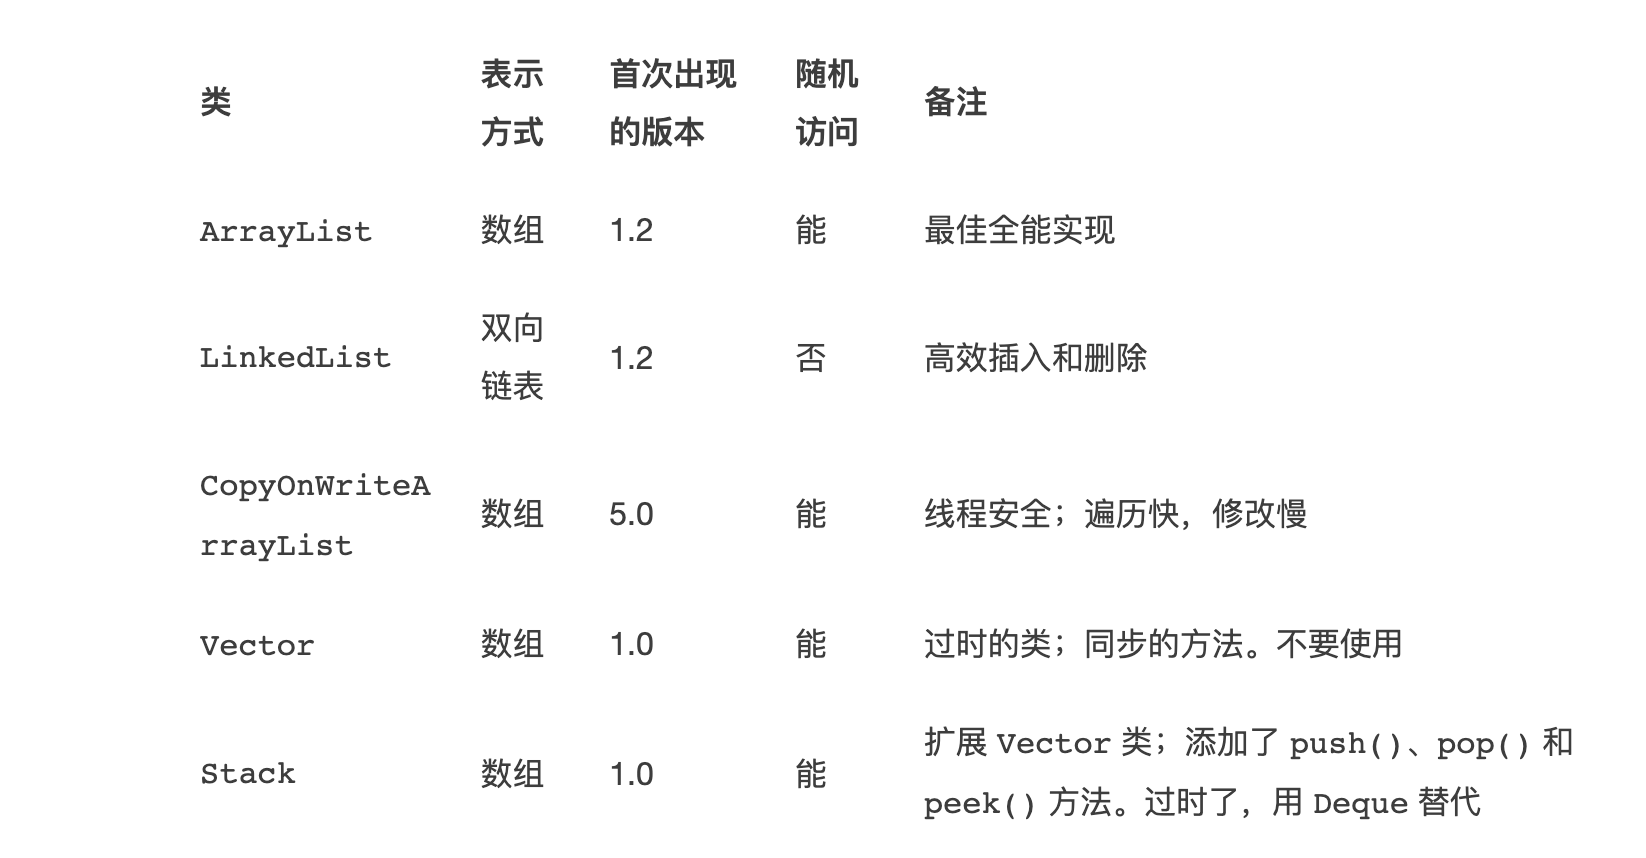 类 表示方式 首次出现的版本 随机访问 备注
ArrayList 数组 1.2 能 最佳全能实现
LinkedList 双向链表 1.2 否 高效插入和删除
CopyOnWriteArrayList 数组 5.0 能 线程安全；遍历快，修改慢
Vector 数组 1.0 能 过时的类；同步的方法。不要使用
Stack 数组 1.0 能 扩展 Vector 类；添加了 push()、pop() 和
peek() 方法。过时了，用 Deque 替代